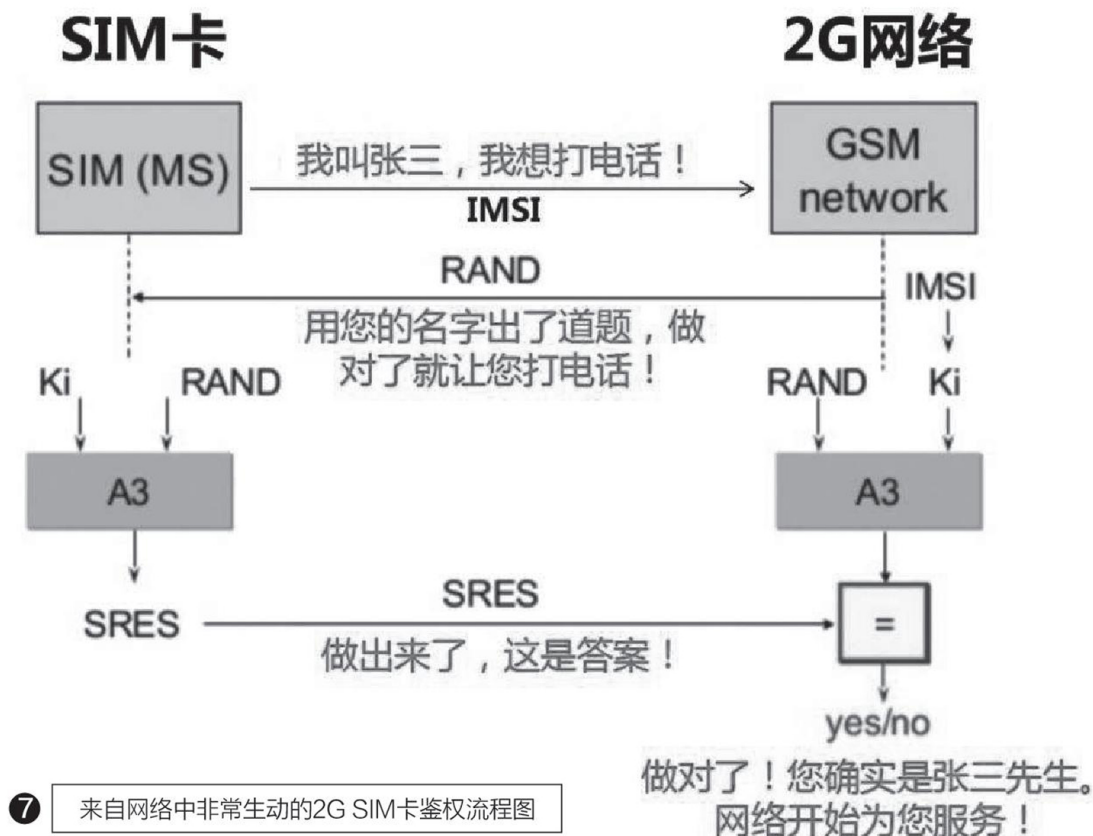 SIM卡
2G网络
SIM (MS)
我叫张三，我想打电话！
IMSI
GSM
network
RAND
用您的名字出了道题，做
对了就让您打电话！
IMSI
Ki
RAND
RAND
Ki
A3
A3
SRES
SRES
做出来了，这是答案！
=
yes/no
做对了！您确实是张三先生。
网络开始为您服务！
❼ 来自网络中非常生动的2G SIM卡鉴权流程图